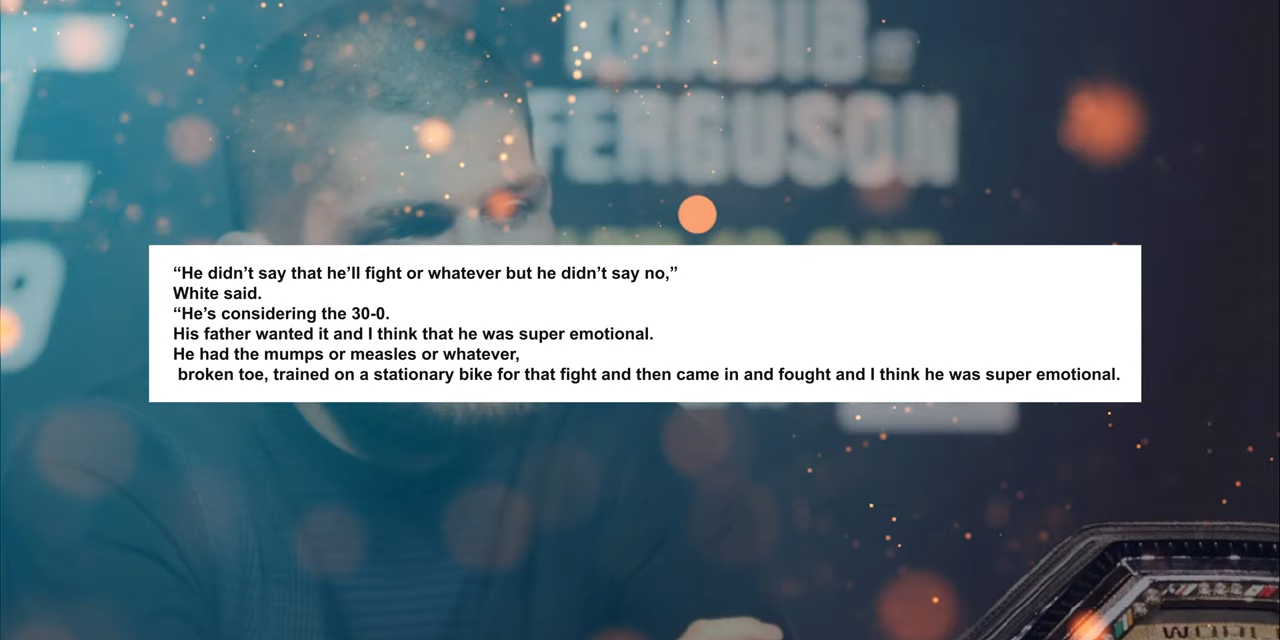 KHABIB vs
FERGUSON
“He didn’t say that he’ll fight or whatever but he didn’t say no,”
White said.
“He’s considering the 30-0.
His father wanted it and I think that he was super emotional.
He had the mumps or measles or whatever,
broken toe, trained on a stationary bike for that fight and then came in and fought and I think he was super emotional.
WORL